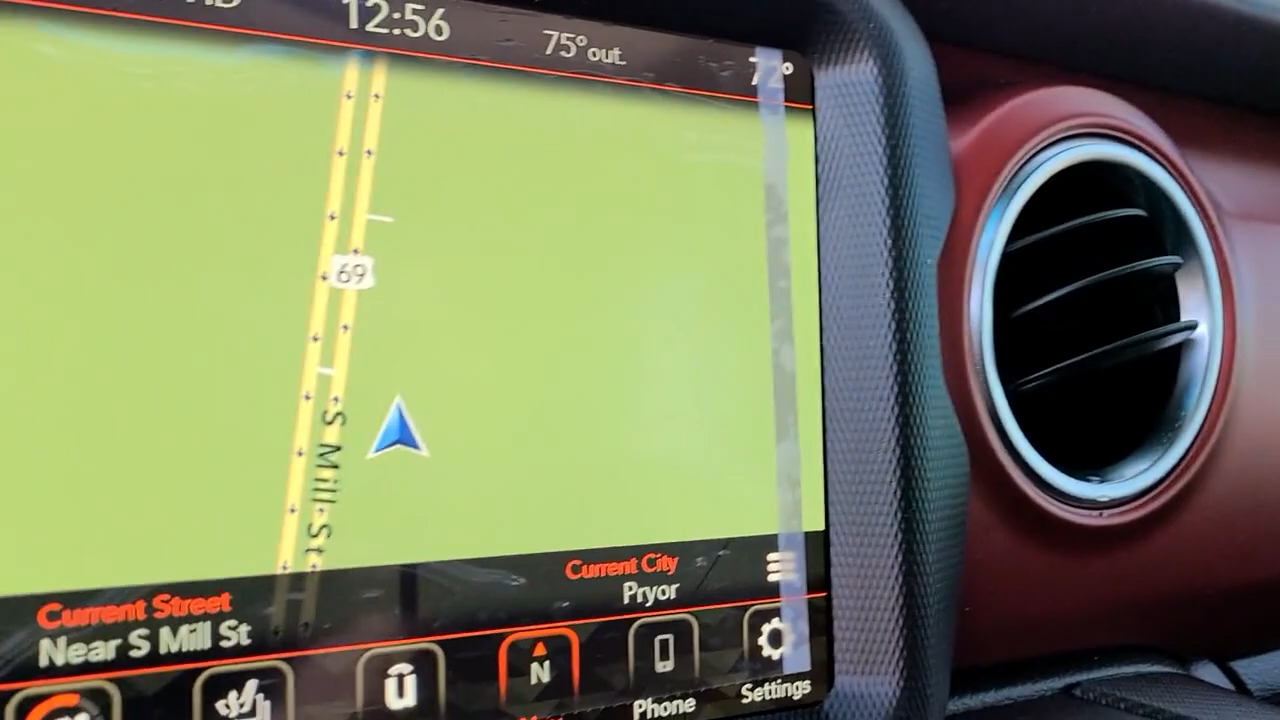 12:56
75° out.
72°
69
S Mill St
Current City
Pryor
Current Street
Near S Mill St
N
Phone
Settings